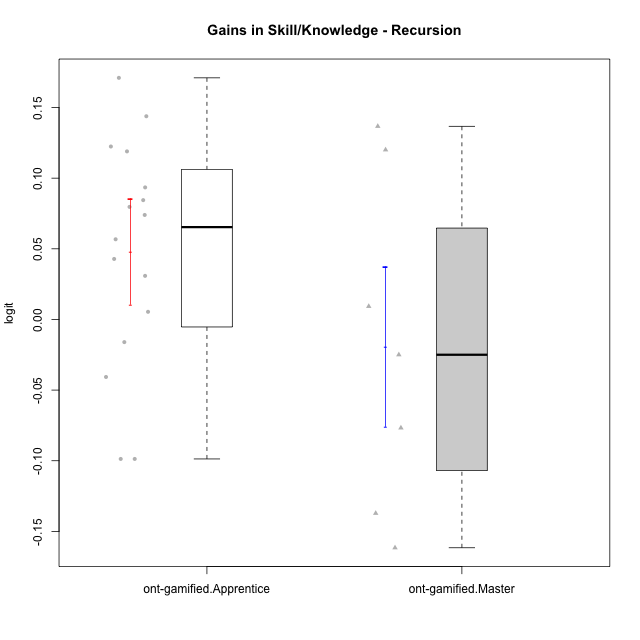 Gains in Skill/Knowledge - Recursion
logit
0.15
0.10
0.05
0.00
-0.05
-0.10
-0.15
ont-gamified.Apprentice
ont-gamified.Master